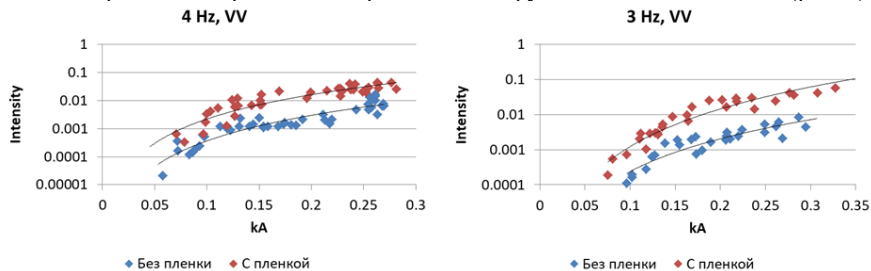 4 Hz, VV
Intensity
1
0.1
0.01
0.001
0.0001
0.00001
0 0.05 0.1 0.15 0.2 0.25 0.3
kA
Без пленки С пленкой
3 Hz, VV
Intensity
1
0.1
0.01
0.001
0.0001
0 0.05 0.1 0.15 0.2 0.25 0.3 0.35
kA
Без пленки С пленкой